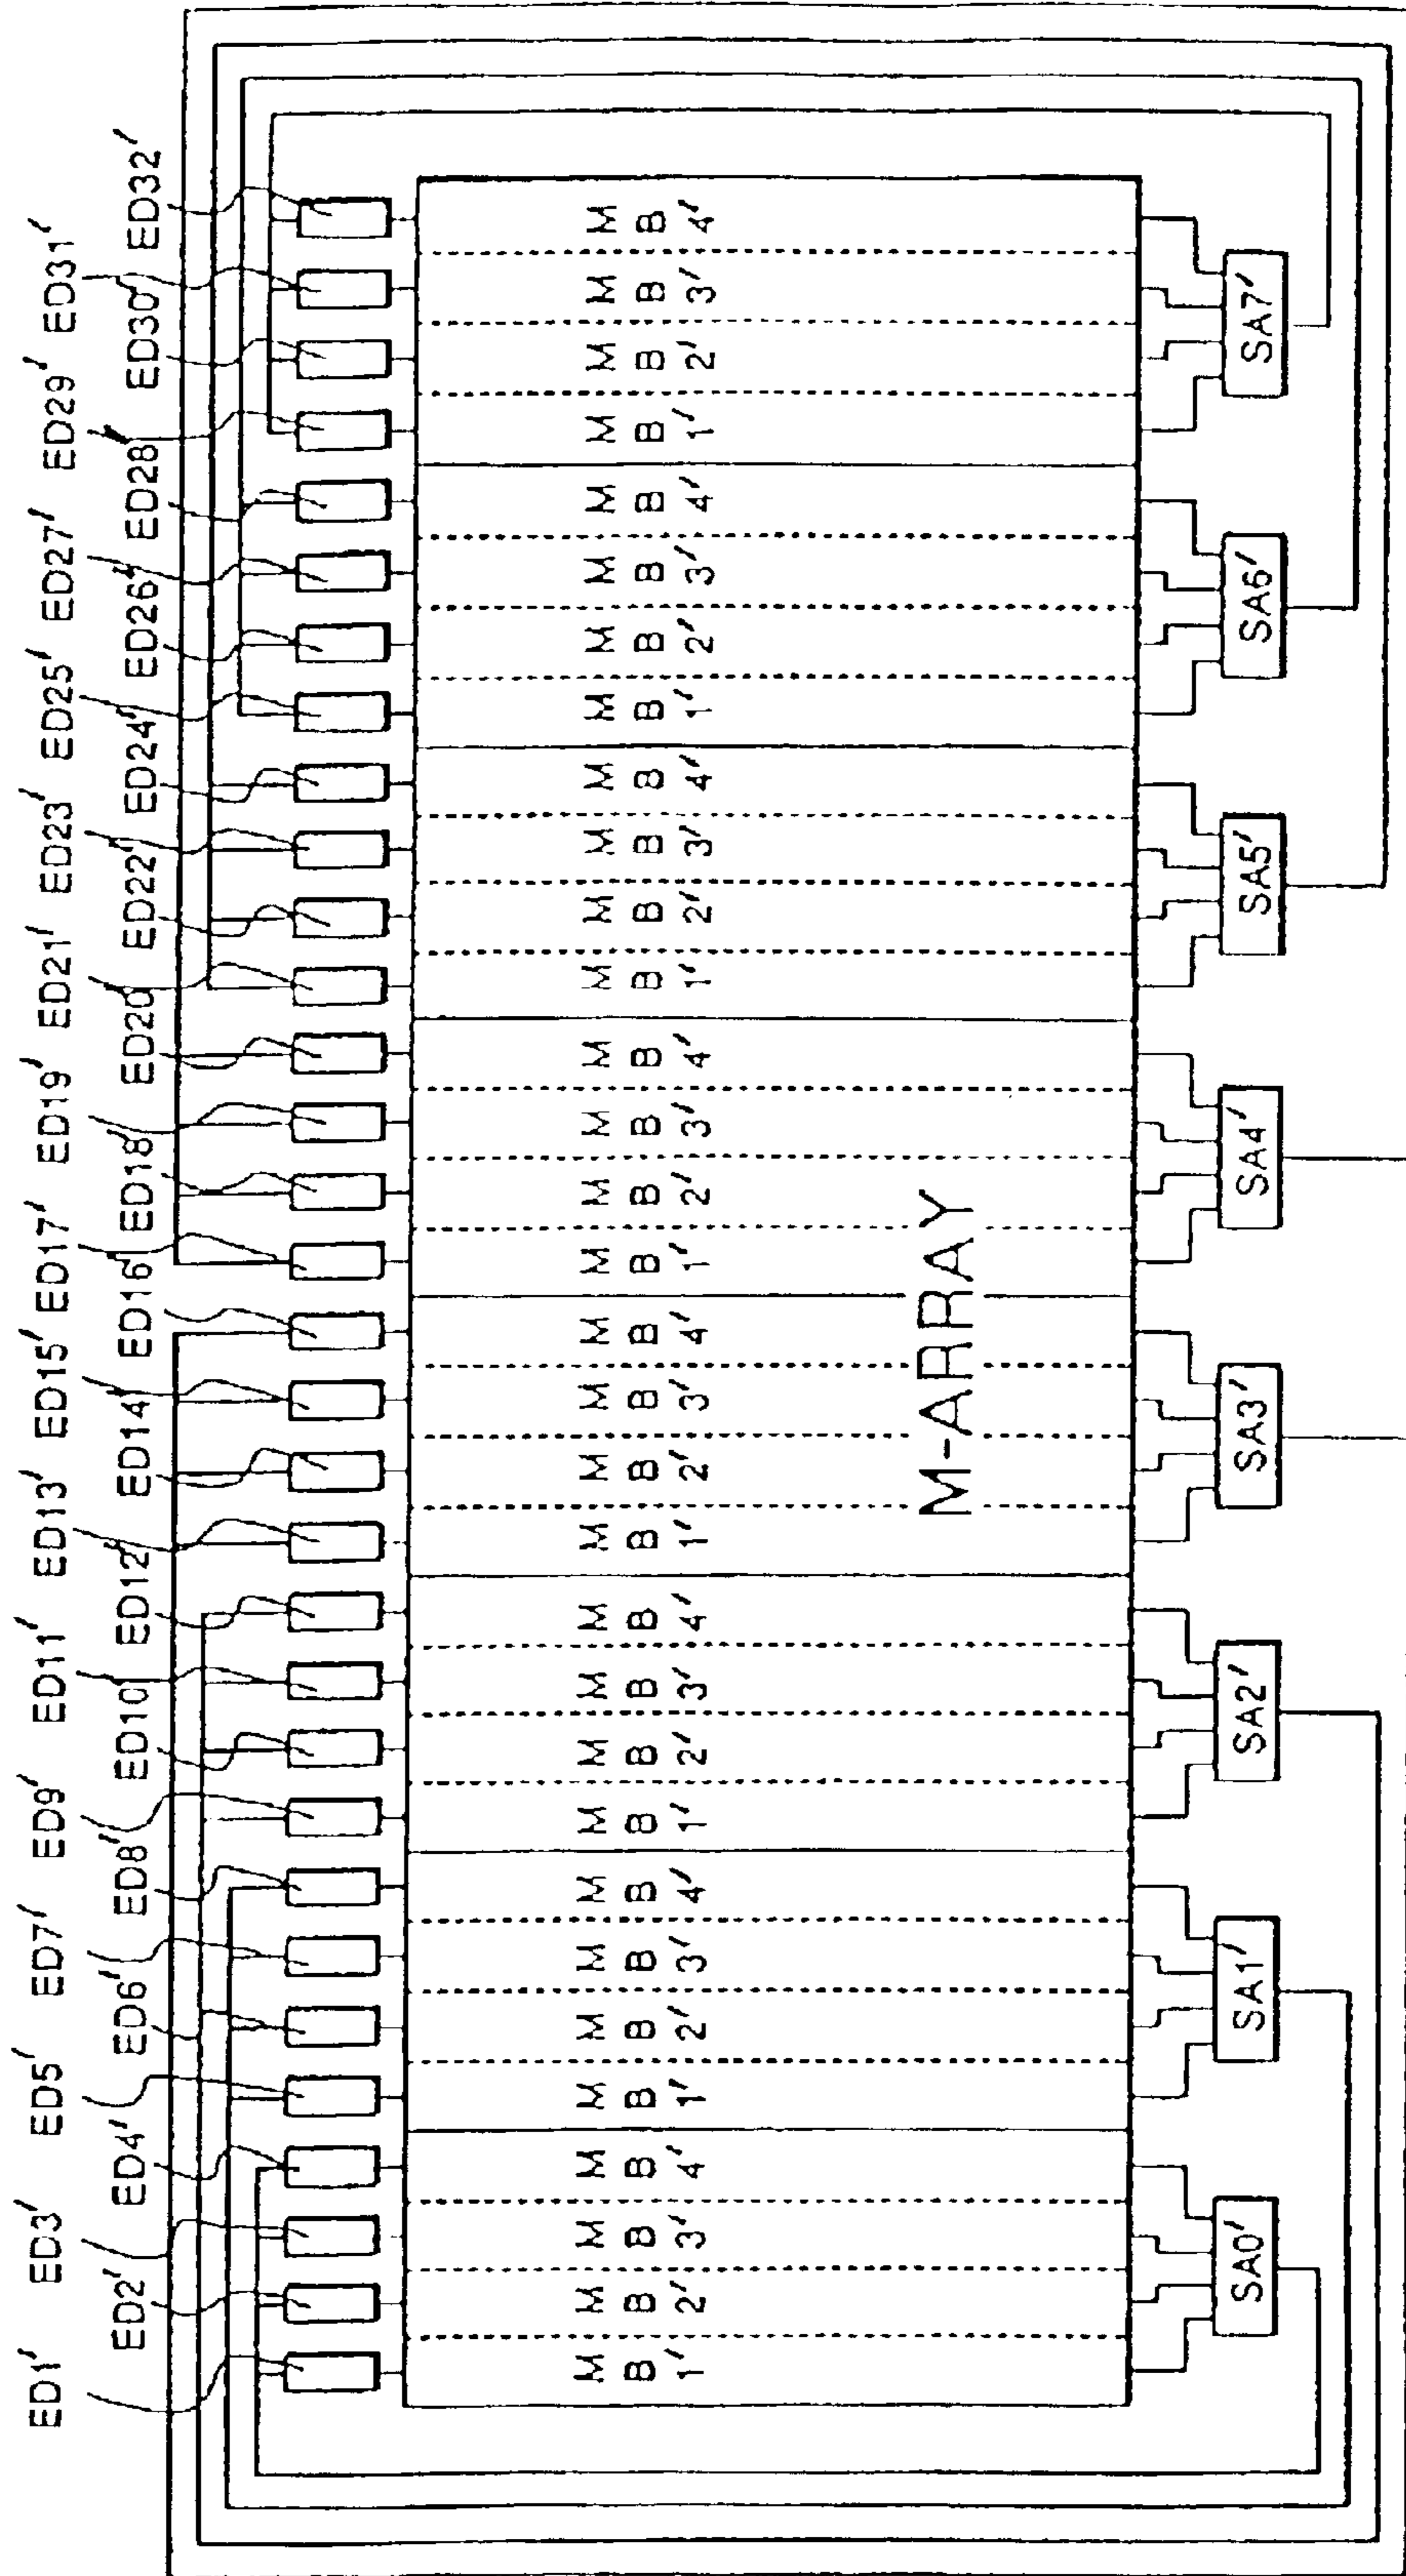 ED1' ED3' ED5' ED7' ED9' ED11' ED13' ED15' ED17' ED19' ED21' ED23' ED25' ED27' ED29' ED31'
ED2' ED4' ED6' ED8' ED10' ED12' ED14' ED16' ED18' ED20' ED22' ED24' ED26' ED28' ED30' ED32'
MB1' MB2' MB3' MB4' MB1' MB2' MB3' MB4' MB1' MB2' MB3' MB4' MB1' MB2' MB3' MB4' MB1' MB2' MB3' MB4' MB1' MB2' MB3' MB4' MB1' MB2' MB3' MB4' MB1' MB2' MB3' MB4'
M-ARRAY
SA0' SA1' SA2' SA3' SA4' SA5' SA6' SA7'